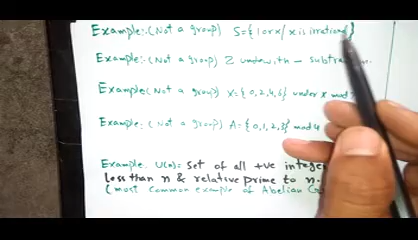 Example:- (Not a group) S={1 or x/ x is irrational}
Example:- (Not a group) Z under - subtraction.
Example:- (Not a group) X={0,2,4,6} under x mod
Example:- (Not a group) A={0,1,2,3} mod 4
Example. U(n)= set of all +ve
less than n & relative prime to n.
(most common example of Abelian